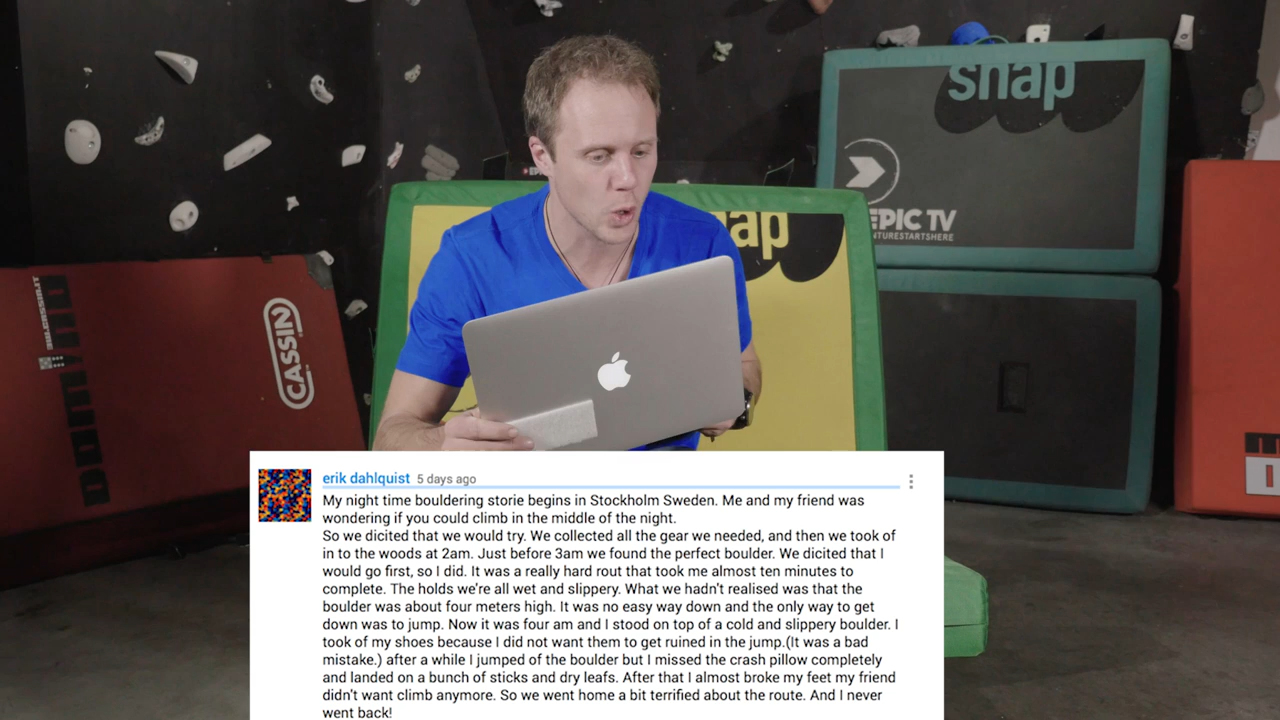 snap
EPIC TV
NTURESTARTSHERE
ap
CASSIN
erik dahlquist 5 days ago
My night time bouldering storie begins in Stockholm Sweden. Me and my friend was
wondering if you could climb in the middle of the night.
So we dicited that we would try. We collected all the gear we needed, and then we took of
in to the woods at 2am. Just before 3am we found the perfect boulder. We dicited that I
would go first, so I did. It was a really hard rout that took me almost ten minutes to
complete. The holds we're all wet and slippery. What we hadn't realised was that the
boulder was about four meters high. It was no easy way down and the only way to get
down was to jump. Now it was four am and I stood on top of a cold and slippery boulder. I
took of my shoes because I did not want them to get ruined in the jump.(It was a bad
mistake.) after a while I jumped of the boulder but I missed the crash pillow completely
and landed on a bunch of sticks and dry leafs. After that I almost broke my feet my friend
didn't want climb anymore. So we went home a bit terrified about the route. And I never
went back!